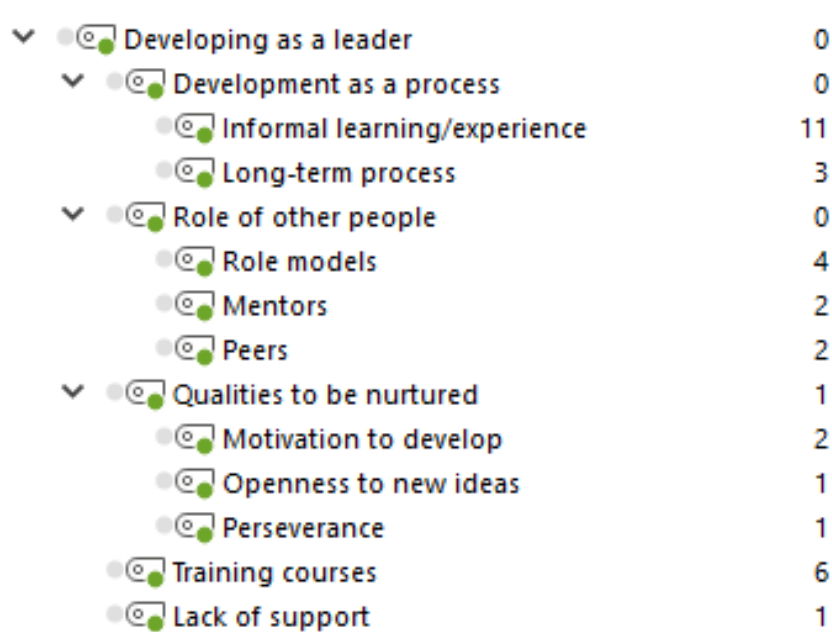 Developing as a leader 0
Development as a process 0
Informal learning/experience 11
Long-term process 3
Role of other people 0
Role models 4
Mentors 2
Peers 2
Qualities to be nurtured 1
Motivation to develop 2
Openness to new ideas 1
Perseverance 1
Training courses 6
Lack of support 1